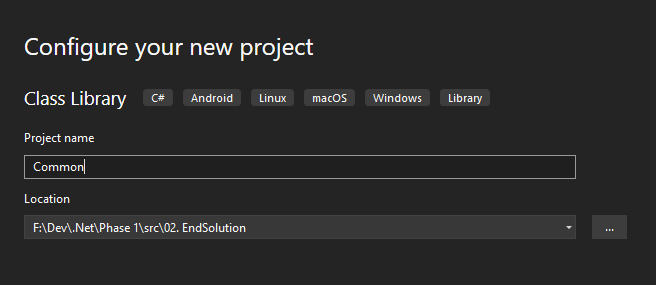 Configure your new project
Class Library C# Android Linux macOS Windows Library
Project name
Common
Location
F:\Dev\.Net\Phase 1\src\02. EndSolution ...